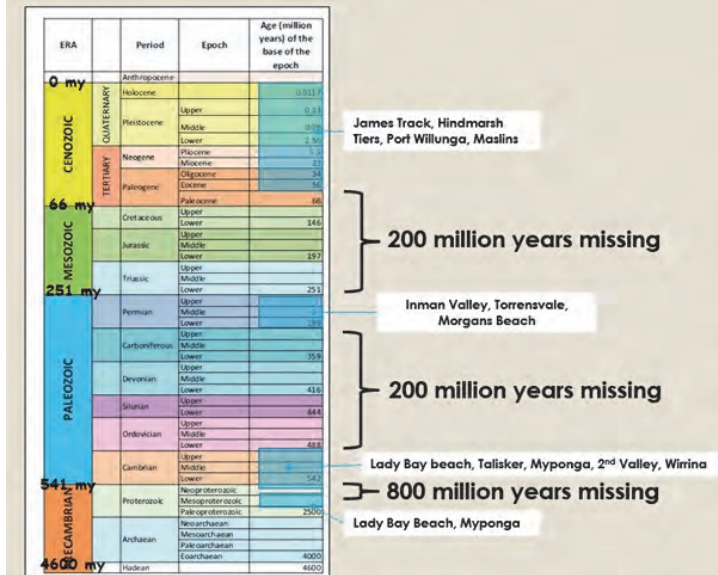 ERA Period Epoch Age (million years) of the base of the epoch
0 my
Anthropocene
CENOZOIC
QUATERNARY
Holocene 0.0117
Pleistocene
Upper
Middle
Lower
TERTIARY
Neogene
Pliocene
Miocene 23
Paleogene
Oligocene 34
Eocene 56
Paleocene 66
66 my
MESOZOIC
Cretaceous
Upper
Lower 146
Jurassic
Upper
Middle
Lower 197
Triassic
Upper
Middle
Lower 251
251 my
PALEOZOIC
Permian
Upper
Middle
Lower
Carboniferous
Upper
Middle
Lower 359
Devonian
Upper
Middle
Lower 416
Silurian
Upper
Lower 444
Ordovician
Upper
Middle
Lower 488
Cambrian
Upper
Middle
Lower 542
541 my
Proterozoic
Neoproterozoic
Mesoproterozoic
Paleoproterozoic 2500
Archaean
Neoarchaean
Mesoarchaean
Paleoarchaean
Eoarchaean 4000
4600 my
Hadean 4600
James Track, Hindmarsh
Tiers, Port Willunga, Maslins
200 million years missing
Inman Valley, Torrensvale,
Morgans Beach
200 million years missing
Lady Bay beach, Talisker, Myponga, 2nd Valley, Wirrina
800 million years missing
Lady Bay Beach, Myponga